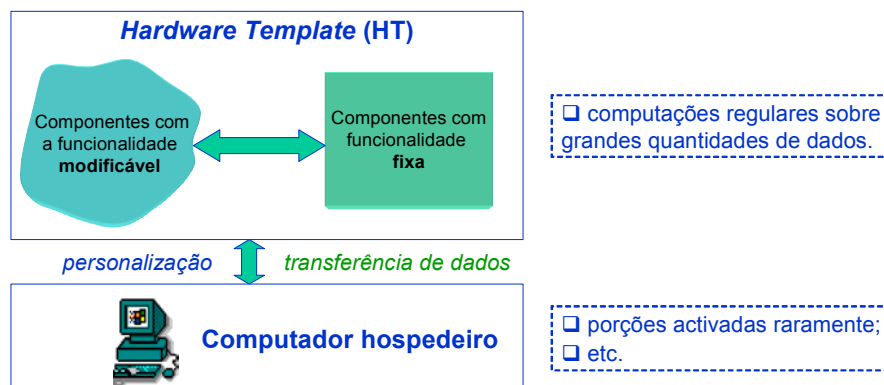 Hardware Template (HT)
Componentes com
a funcionalidade
modificável
Componentes com
funcionalidade
fixa
❑ computações regulares sobre
grandes quantidades de dados.
personalização
transferência de dados
Computador hospedeiro
❑ porções activadas raramente;
❑ etc.